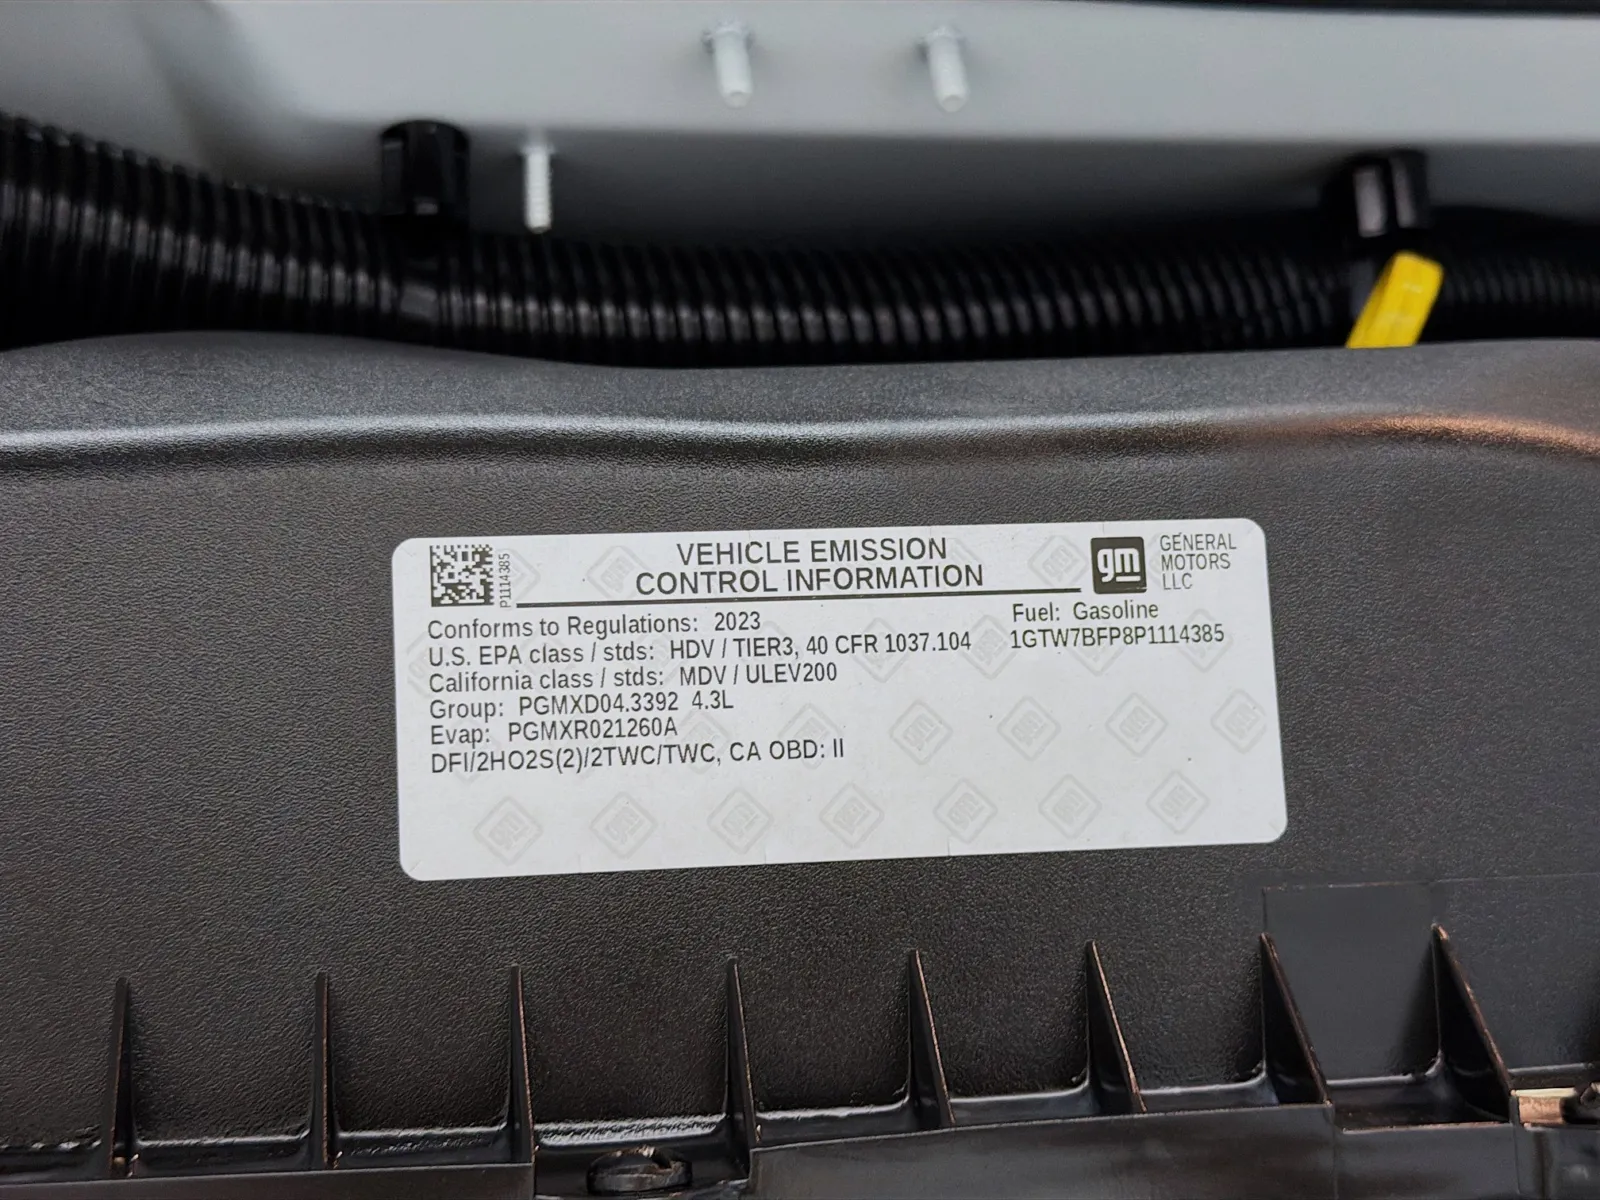 P1114385
VEHICLE EMISSION
CONTROL INFORMATION
gm
GENERAL
MOTORS
LLC
Conforms to Regulations: 2023
Fuel: Gasoline
U.S. EPA class / stds: HDV / TIER3, 40 CFR 1037.104
1GTW7BFP8P1114385
California class / stds: MDV / ULEV200
Group: PGMXD04.3392 4.3L
Evap: PGMXR021260A
DFI/2HO2S(2)/2TWC/TWC, CA OBD: II